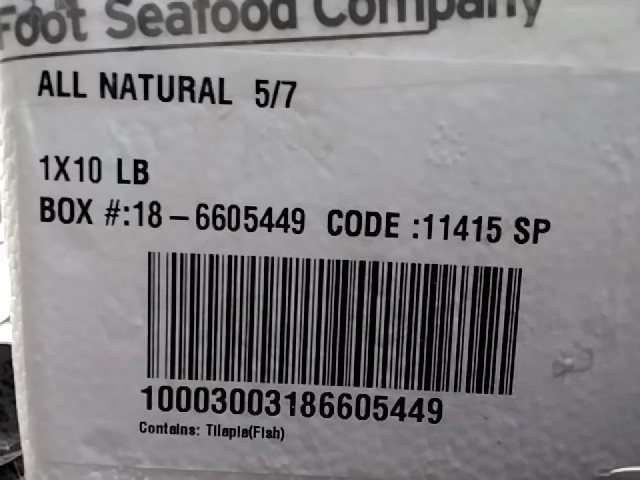 Foot Seafood Company
ALL NATURAL 5/7
1X10 LB
BOX #:18-6605449 CODE :11415 SP
10003003186605449
Contains: Tilapia(Fish)